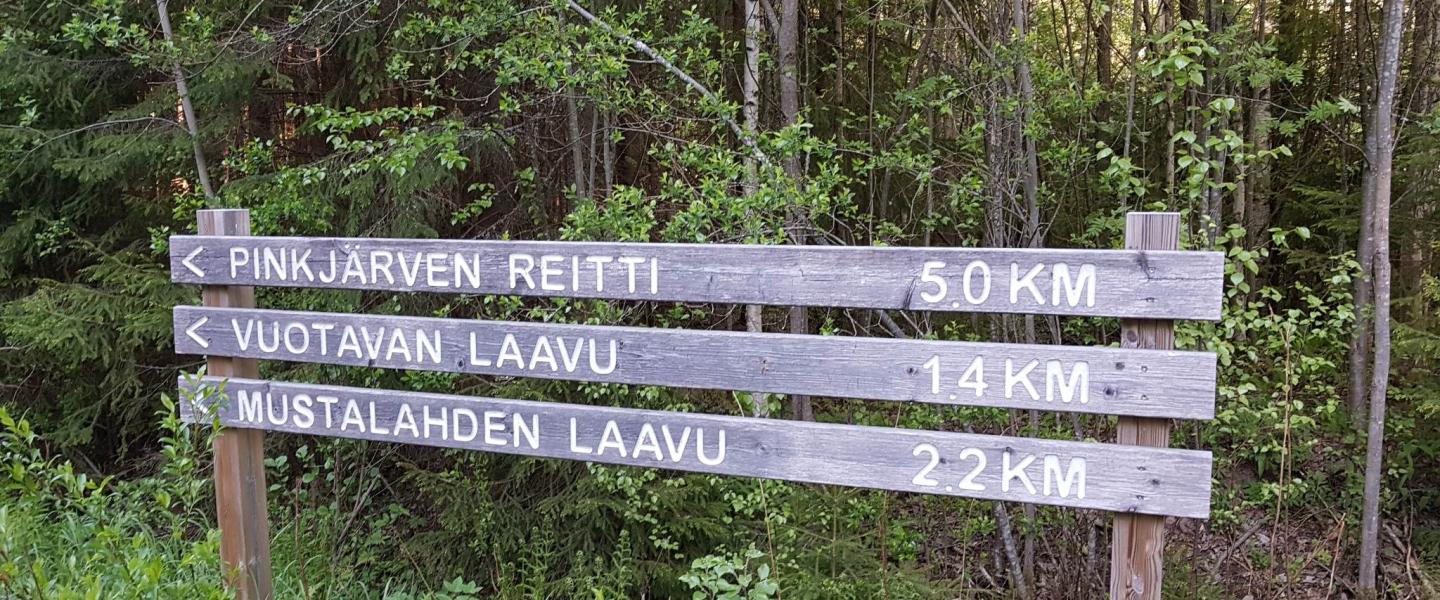 < PINKJÄRVEN REITTI 5.0 KM
< VUOTAVAN LAAVU 1.4 KM
< MUSTALAHDEN LAAVU 2.2 KM